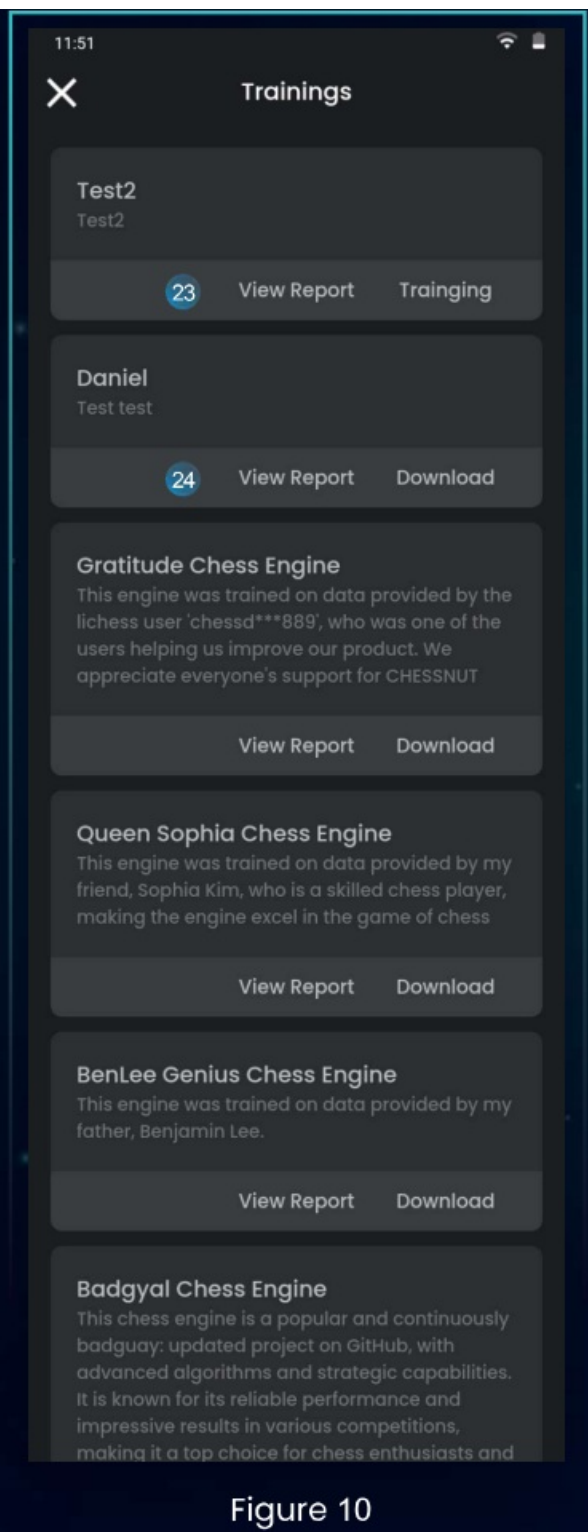 11:51
Trainings
Test2
Test2
23 View Report Trainging
Daniel
Test test
24 View Report Download
Gratitude Chess Engine
This engine was trained on data provided by the
lichess user 'chessd***889', who was one of the
users helping us improve our product. We
appreciate everyone's support for CHESSNUT
View Report Download
Queen Sophia Chess Engine
This engine was trained on data provided by my
friend, Sophia Kim, who is a skilled chess player,
making the engine excel in the game of chess
View Report Download
BenLee Genius Chess Engine
This engine was trained on data provided by my
father, Benjamin Lee.
View Report Download
Badgyal Chess Engine
This chess engine is a popular and continuously
badguay: updated project on GitHub, with
advanced algorithms and strategic capabilities.
It is known for its reliable performance and
impressive results in various competitions,
making it a top choice for chess enthusiasts and
Figure 10